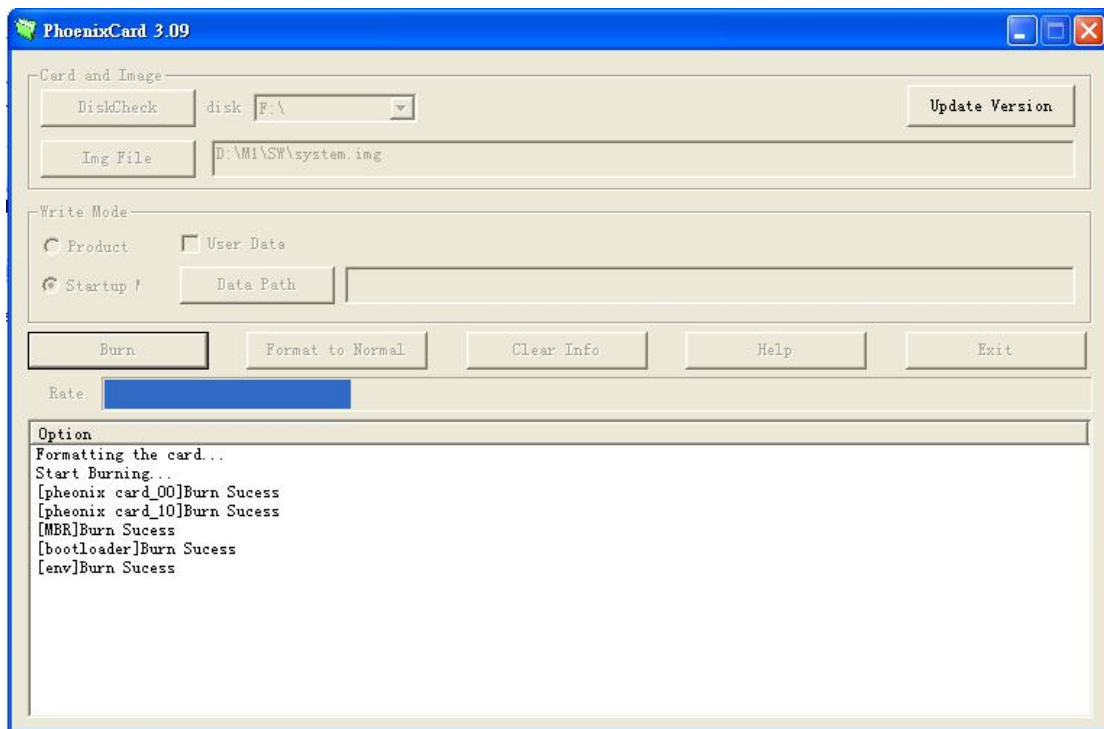 PhoenixCard 3.09
Card and Image
DiskCheck disk F:\ Update Version
Img File D:\M1\SW\system.img
Write Mode
Product User Data
Startup Data Path
Burn Format to Normal Clear Info Help Exit
Rate
Option
Formatting the card...
Start Burning...
[pheonix card_00]Burn Sucess
[pheonix card_10]Burn Sucess
[MBR]Burn Sucess
[bootloader]Burn Sucess
[env]Burn Sucess